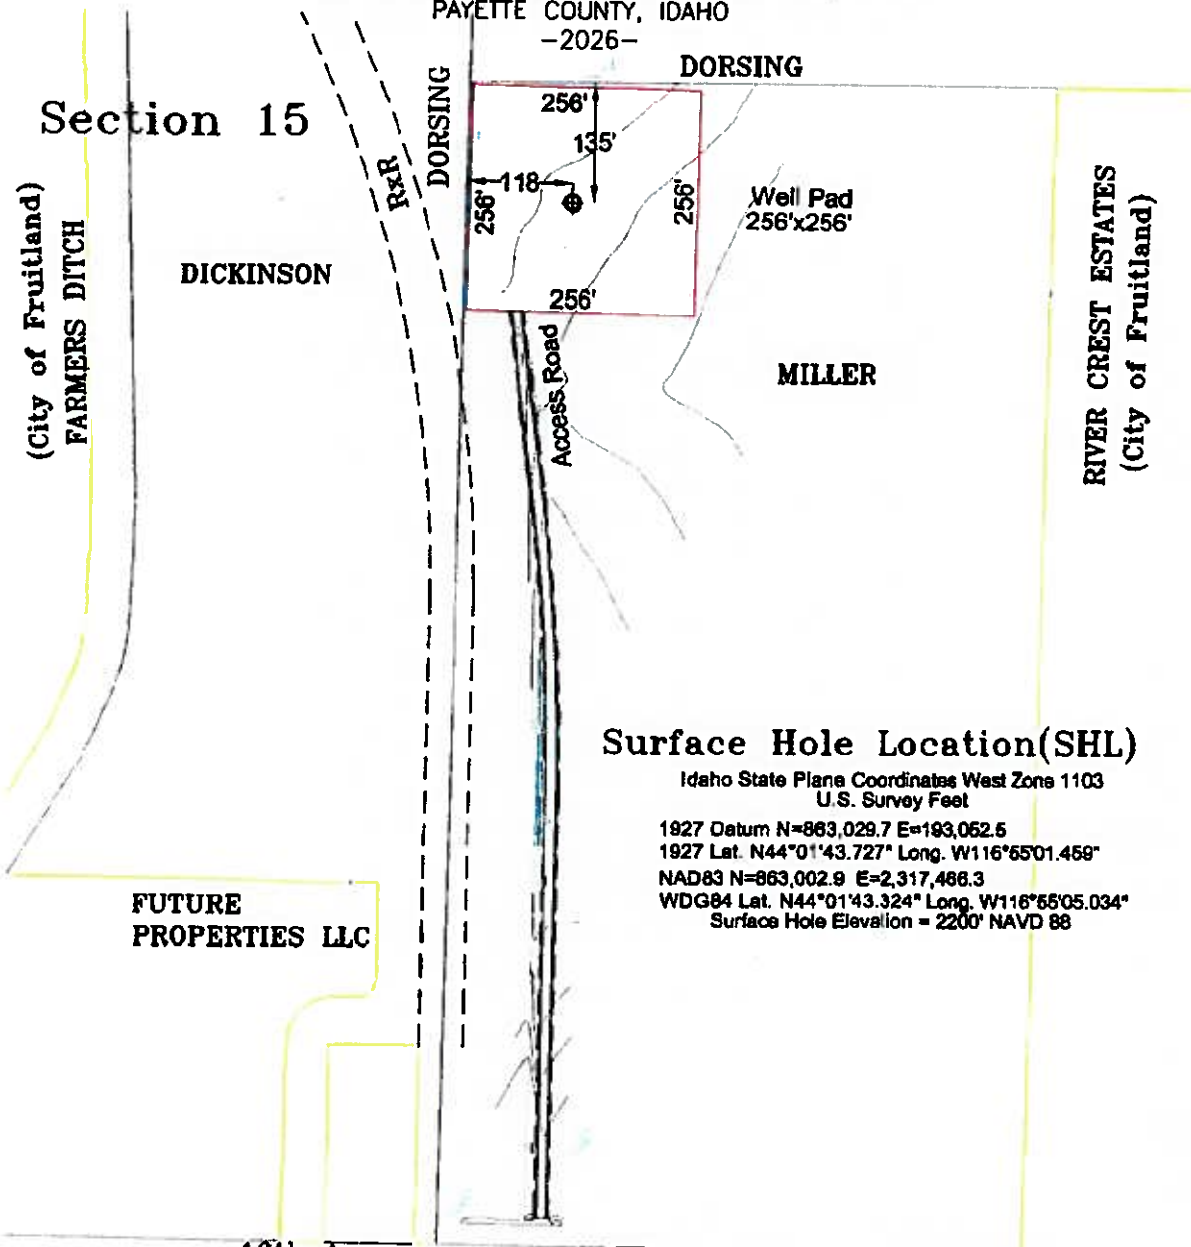 PAYETTE COUNTY, IDAHO
-2026-
DORSING
Section 15
DORSING
256'
135'
RxR
118
256'
256'
Well Pad
256'x256'
(City of Fruitland)
FARMERS DITCH
RIVER CREST ESTATES
(City of Fruitland)
DICKINSON
256'
Access Road
MILLER
Surface Hole Location(SHL)
Idaho State Plane Coordinates West Zone 1103
U.S. Survey Feet
1927 Datum N=863,029.7 E=193,052.5
1927 Lat. N44°01'43.727" Long. W116°55'01.459"
NAD83 N=863,002.9 E=2,317,466.3
WDG84 Lat. N44°01'43.324" Long. W116°55'05.034"
Surface Hole Elevation = 2200' NAVD 88
FUTURE
PROPERTIES LLC